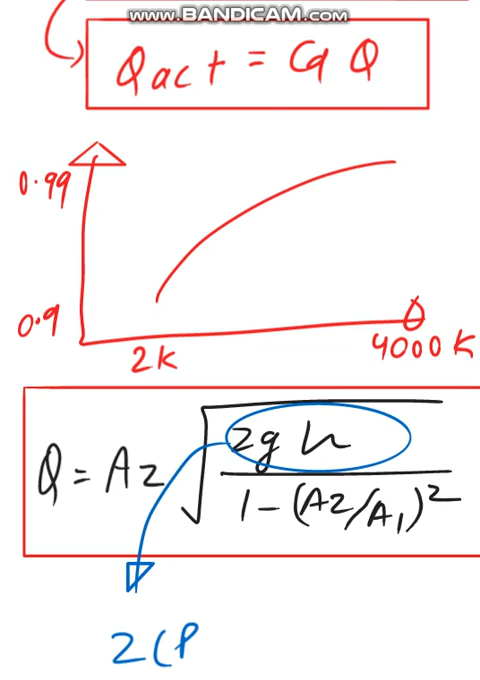 www.BANDICAM.com
Qact = Cd Q
0.99
0.9
2K
4000 K
Q = A2 √ 2gh / 1 - (A2/A1)^2
2(P